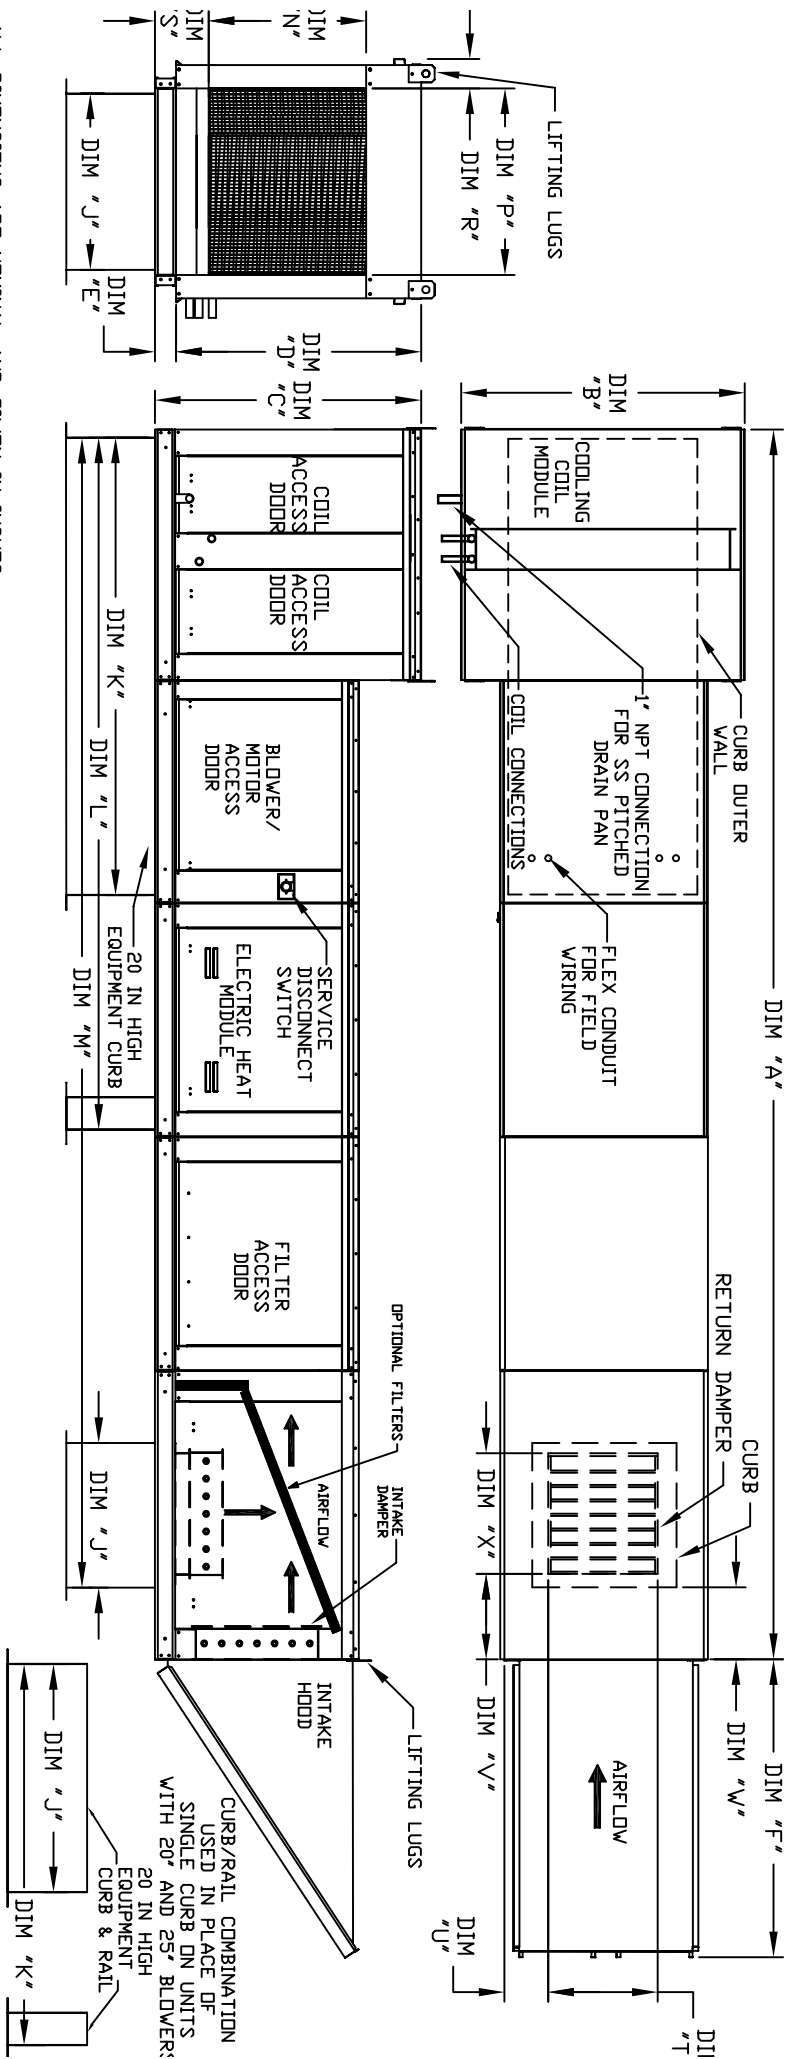 DIM "A"
DIM "F"
DIM "W"
DIM
"B"
COOLING
COIL
MODULE
CURB OUTER
WALL
1" NPT CONNECTION
FOR SS PITCHED
DRAIN PAN
COIL CONNECTIONS
FLEX CONDUIT
FOR FIELD
WIRING
CURB
RETURN DAMPER
DIM "X"
DIM "V"
AIRFLOW
DIM
"U"
"T
LIFTING LUGS
DIM "P"
DIM "R"
DIM
"N"
DIM
"S"
DIM "J"
DIM
"E"
DIM
"D"
DIM
"C"
COIL
ACCESS
DOOR
COIL
ACCESS
DOOR
BLOWER/
MOTOR
ACCESS
DOOR
SERVICE
DISCONNECT
SWITCH
ELECTRIC HEAT
MODULE
FILTER
ACCESS
DOOR
OPTIONAL FILTERS
INTAKE
DAMPER
AIRFLOW
LIFTING LUGS
INTAKE
HOOD
DIM "K"
DIM "L"
DIM "M"
20 IN HIGH
EQUIPMENT CURB
DIM "J"
CURB/RAIL COMBINATION
USED IN PLACE OF
SINGLE CURB ON UNITS
WITH 20" AND 25" BLOWERS
20 IN HIGH
EQUIPMENT
CURB & RAIL
DIM "J"
DIM "K"